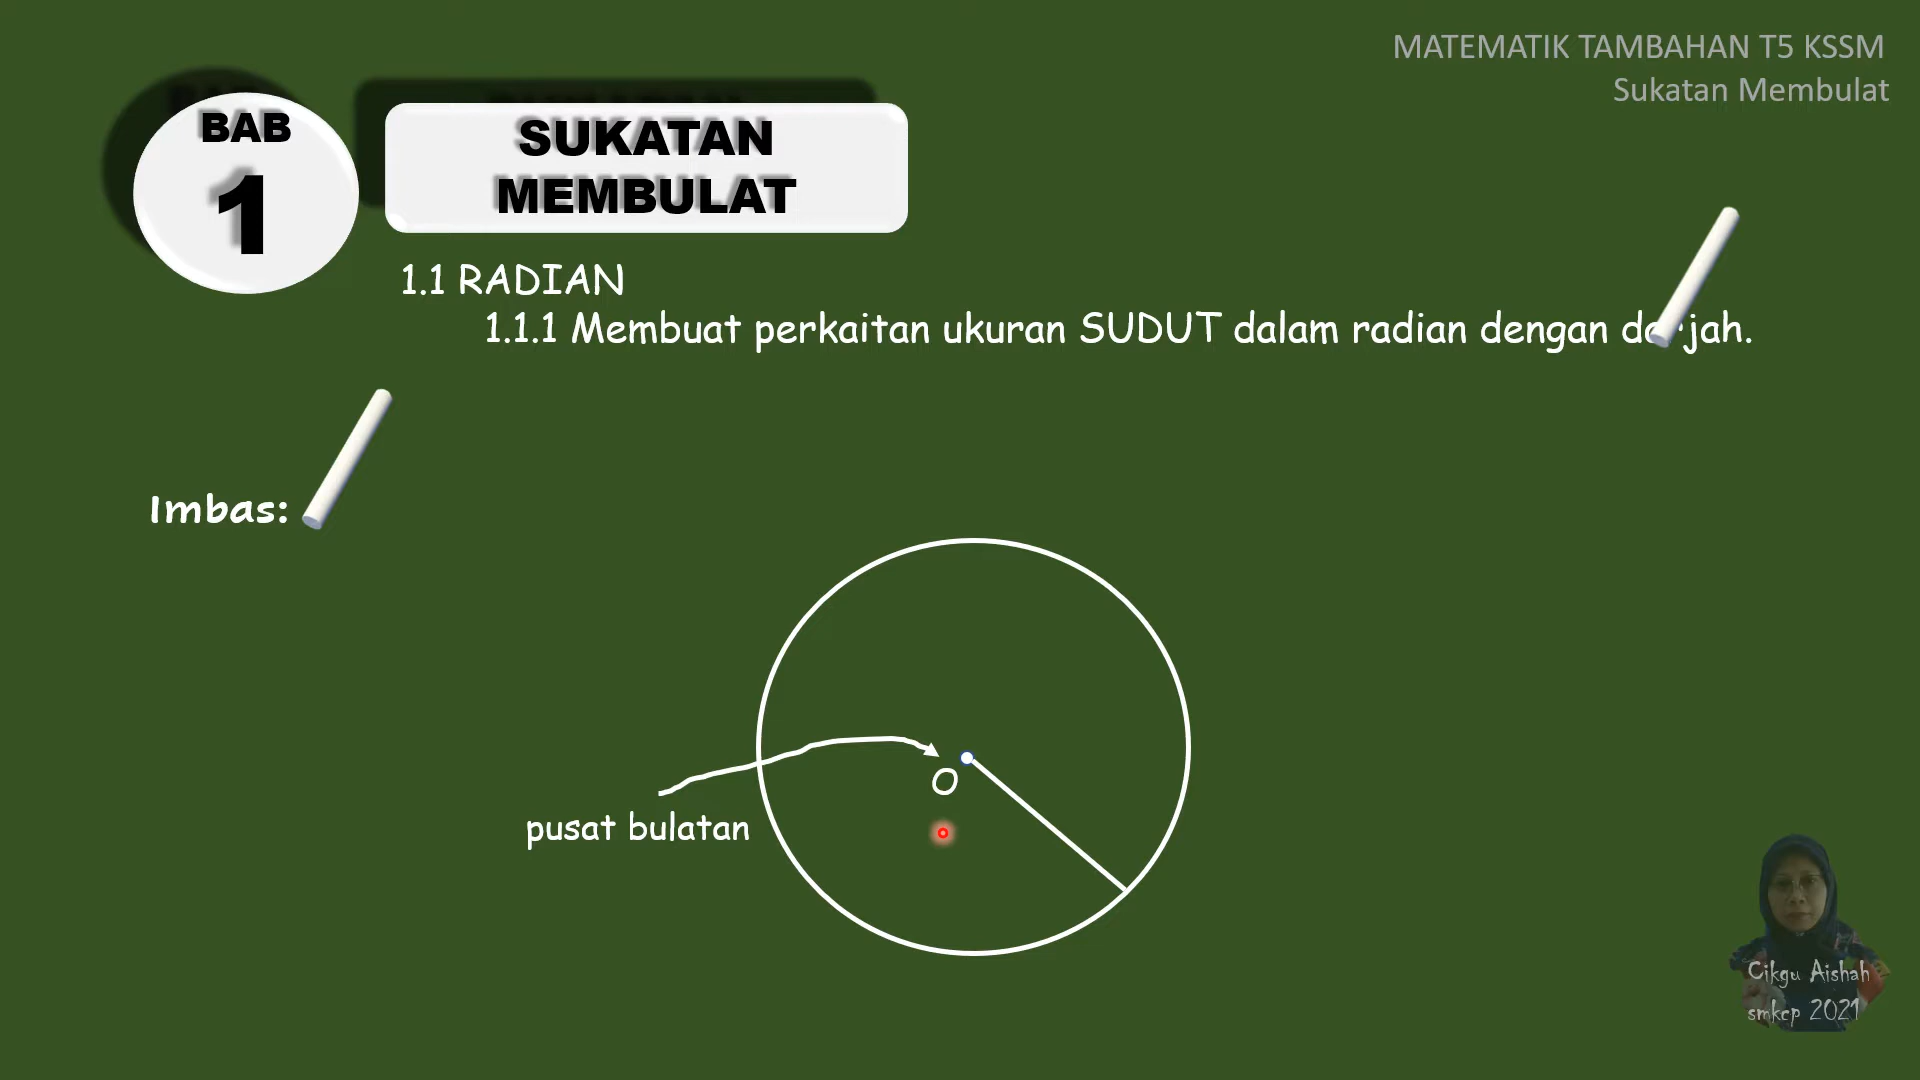 MATEMATIK TAMBAHAN T5 KSSM
Sukatan Membulat
BAB
1
SUKATAN
MEMBULAT
1.1 RADIAN
1.1.1 Membuat perkaitan ukuran SUDUT dalam radian dengan darjah.
Imbas:
O
pusat bulatan
Cikgu Aishah
smkcp 2021